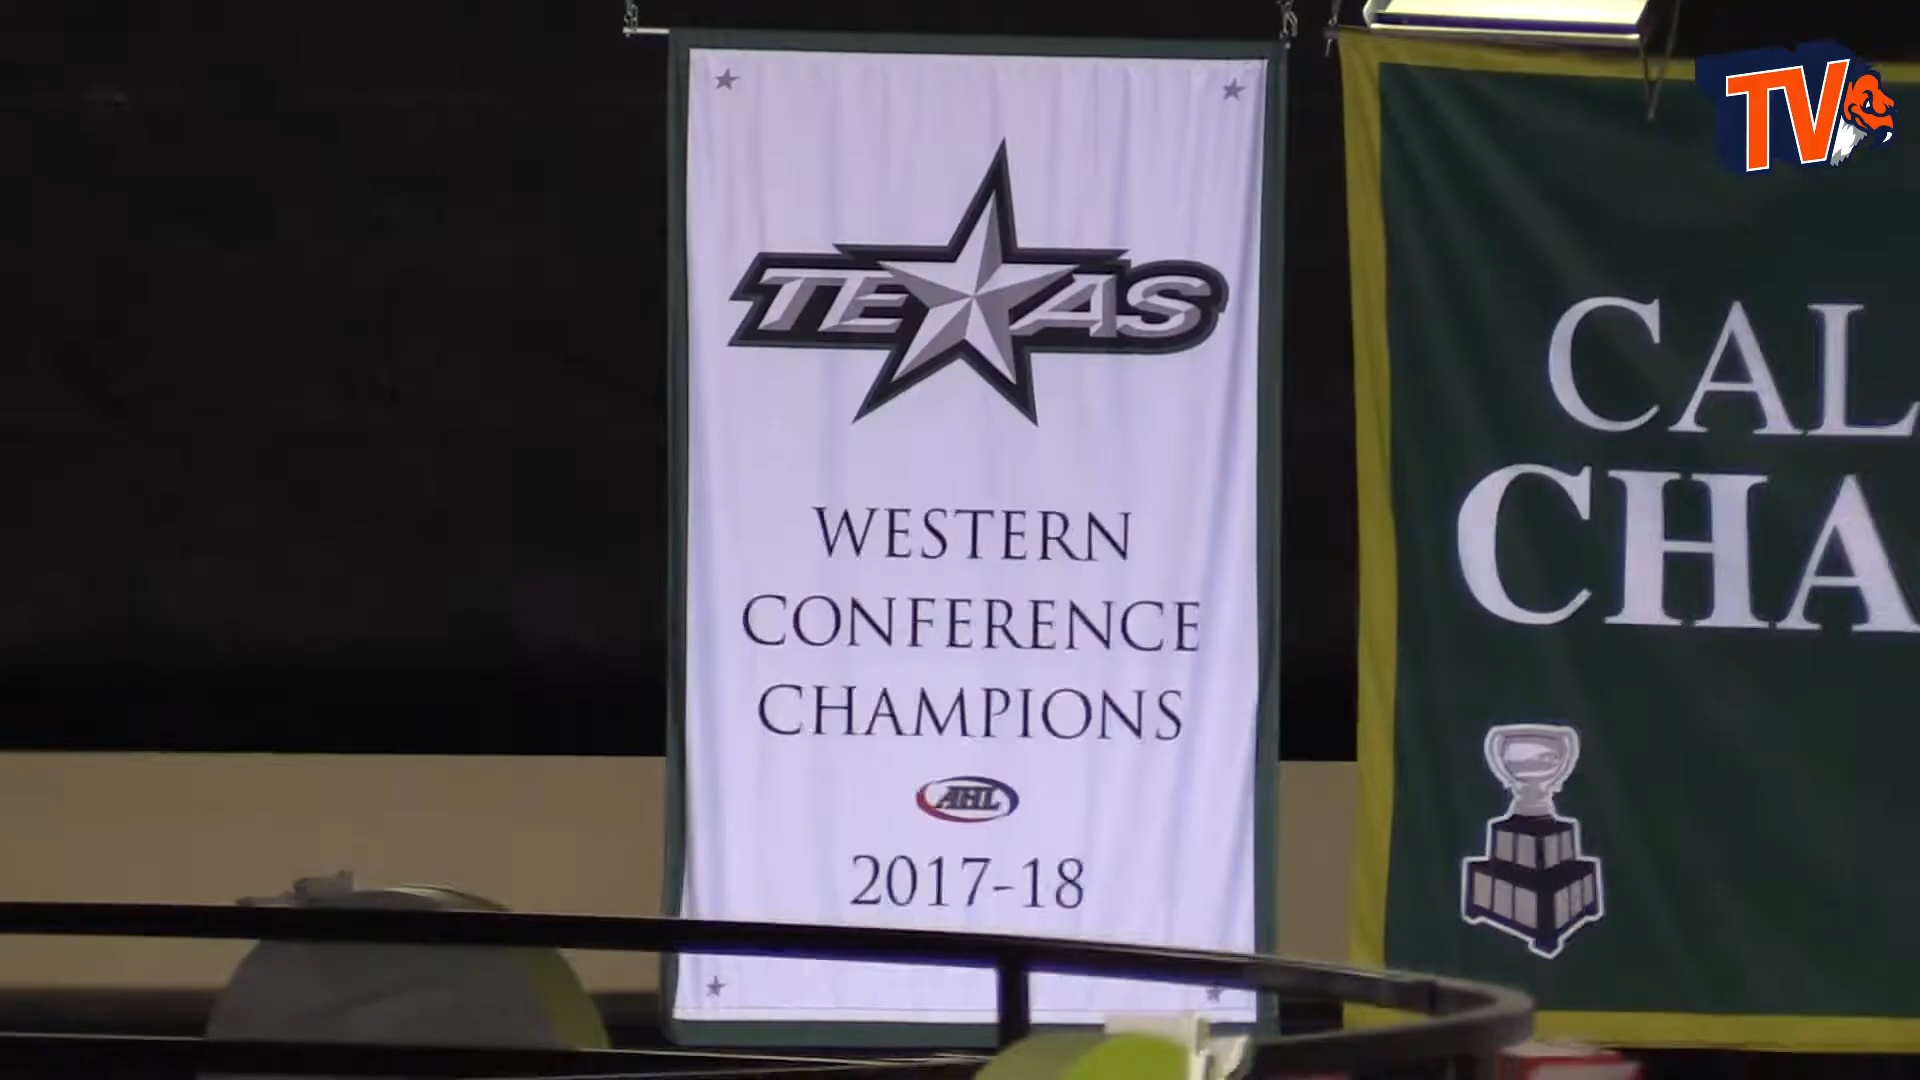 TV
TEXAS
WESTERN
CONFERENCE
CHAMPIONS
AHL
2017-18
CAL
CHA